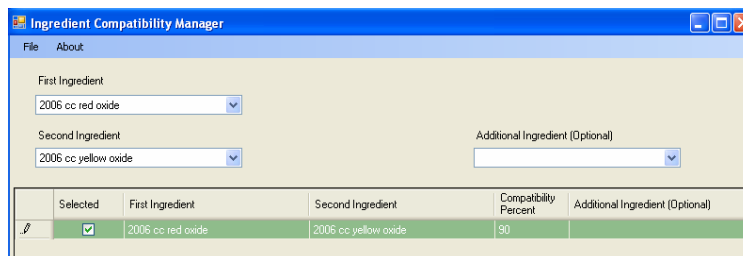 Ingredient Compatibility Manager
File About
First Ingredient
2006 cc red oxide
Second Ingredient Additional Ingredient (Optional)
2006 cc yellow oxide
Selected First Ingredient Second Ingredient Compatibility Percent Additional Ingredient (Optional)
2006 cc red oxide 2006 cc yellow oxide 90